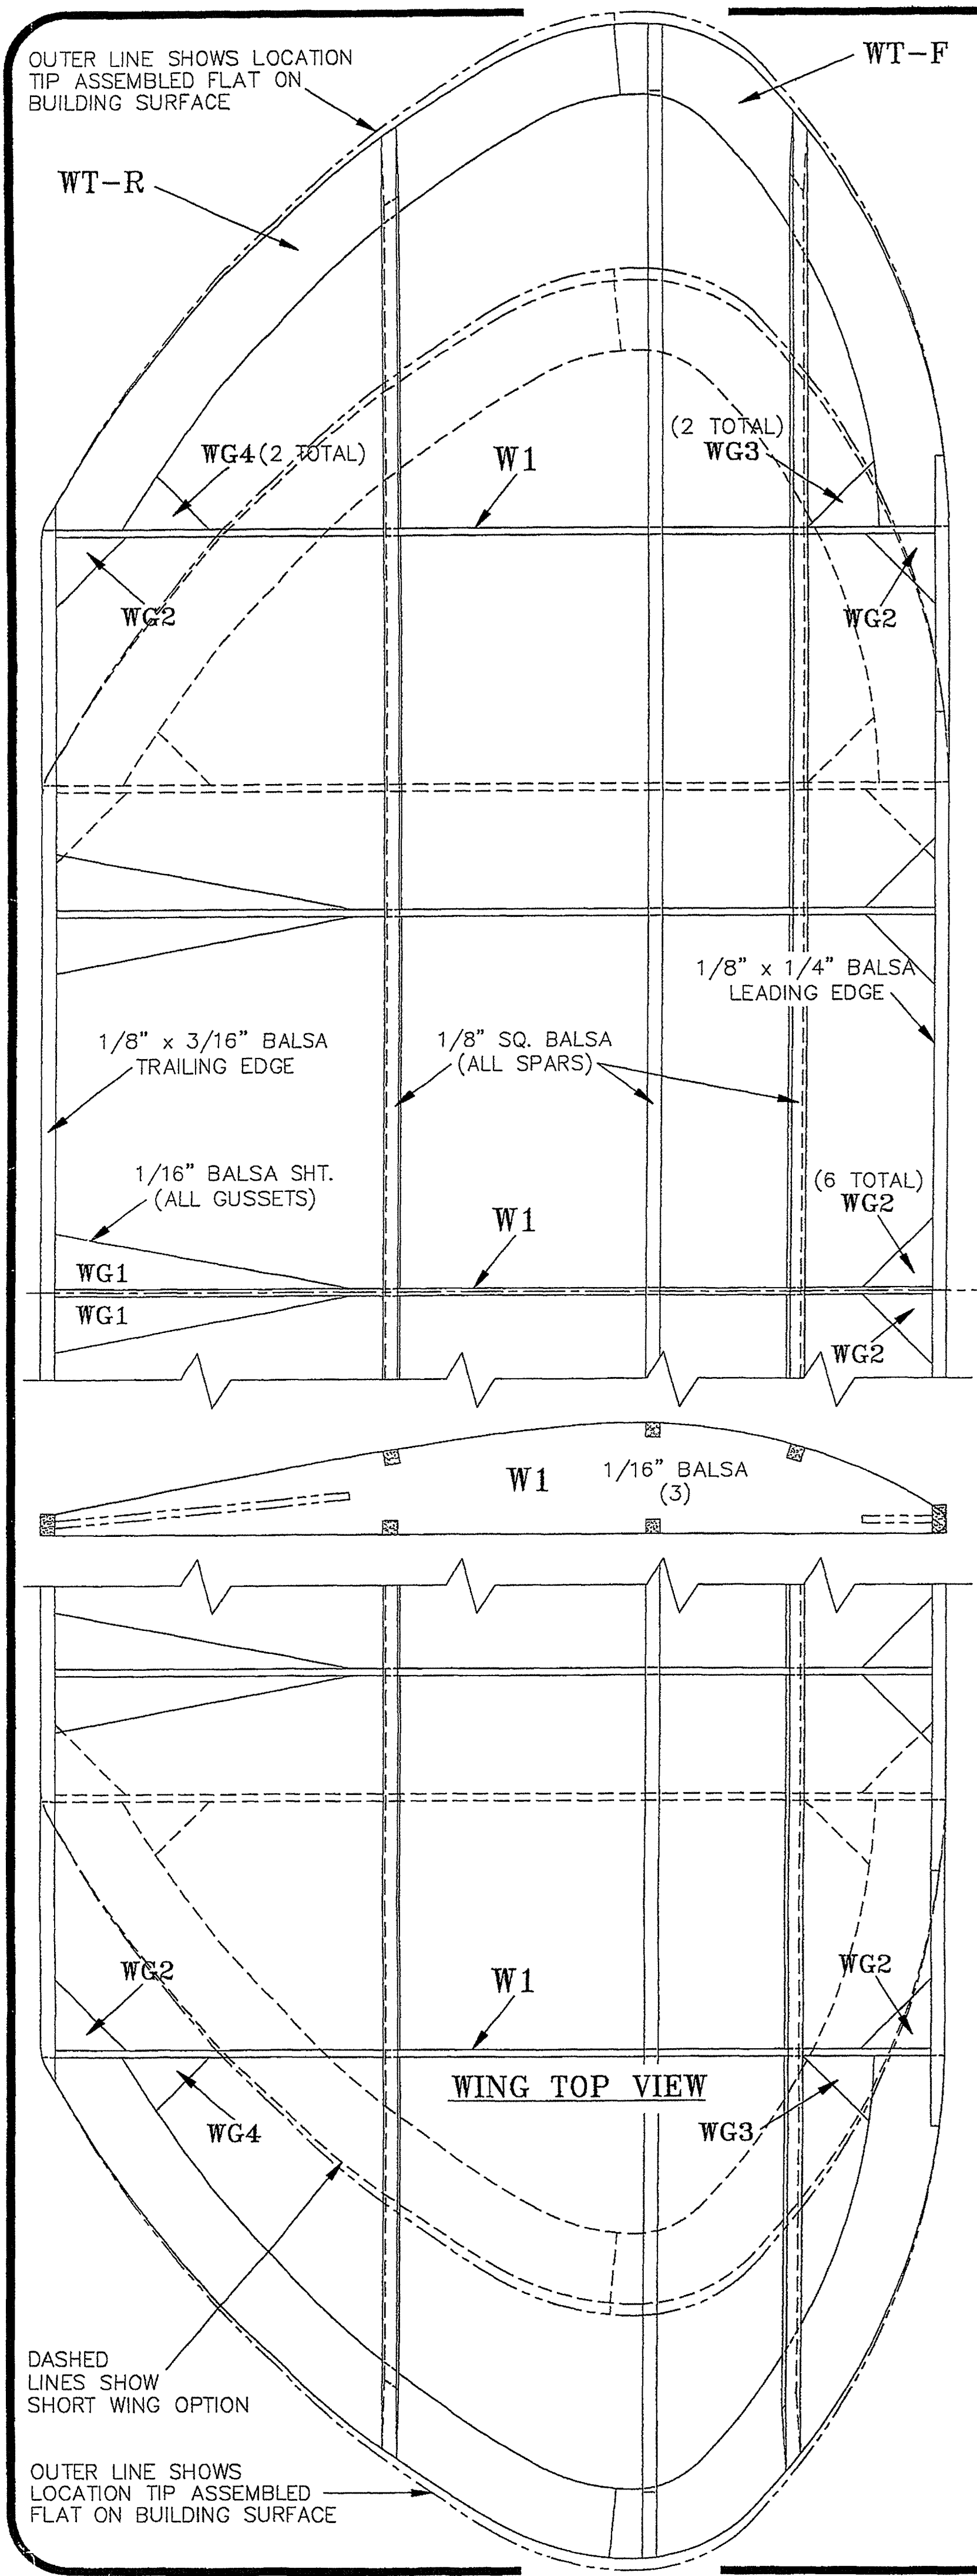 OUTER LINE SHOWS LOCATION
TIP ASSEMBLED FLAT ON
BUILDING SURFACE
WT-F
WT-R
WG4 (2 TOTAL)
W1
(2 TOTAL)
WG3
WG2
WG2
1/8" x 1/4" BALSA
LEADING EDGE
1/8" x 3/16" BALSA
TRAILING EDGE
1/8" SQ. BALSA
(ALL SPARS)
1/16" BALSA SHT.
(ALL GUSSETS)
(6 TOTAL)
WG2
W1
WG1
WG1
WG2
W1
1/16" BALSA
(3)
WG2
W1
WG2
WING TOP VIEW
WG4
WG3
DASHED
LINES SHOW
SHORT WING OPTION
OUTER LINE SHOWS
LOCATION TIP ASSEMBLED
FLAT ON BUILDING SURFACE